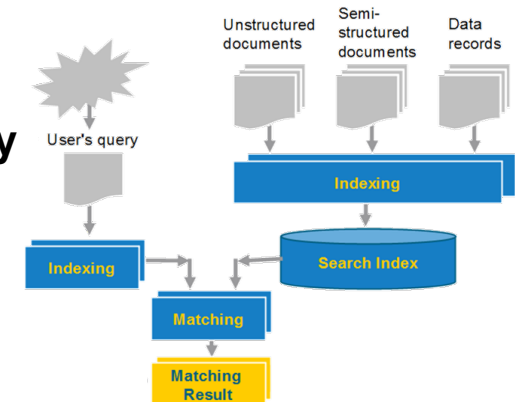 Unstructured
documents
Semi-
structured
documents
Data
records
y
User's query
Indexing
Indexing
Search Index
Matching
Matching
Result